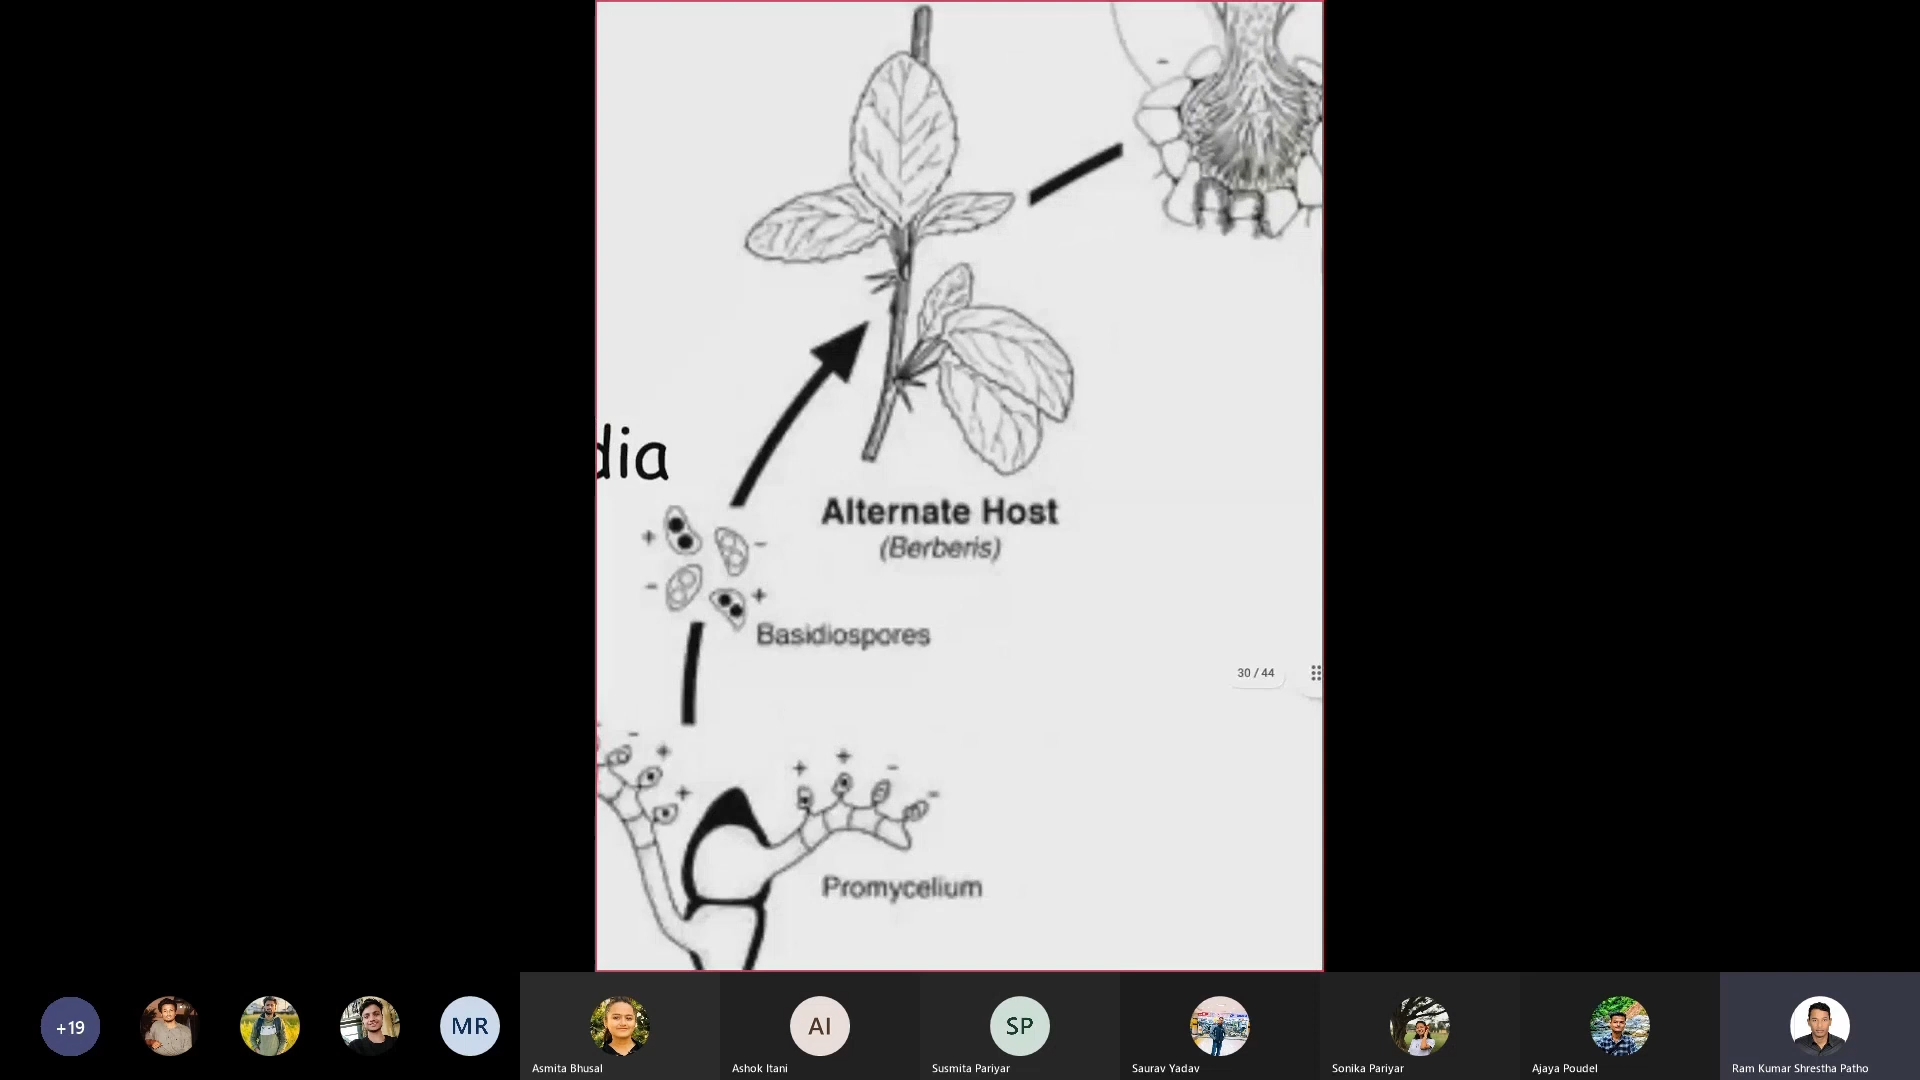 dia
+
-
-
+
Alternate Host
(Berberis)
Basidiospores
30 / 44
- + +
+ + - -
Promycelium
+19
MR
AI
SP
Asmita Bhusal
Ashok Itani
Susmita Pariyar
Saurav Yadav
Sonika Pariyar
Ajaya Poudel
Ram Kumar Shrestha Patho